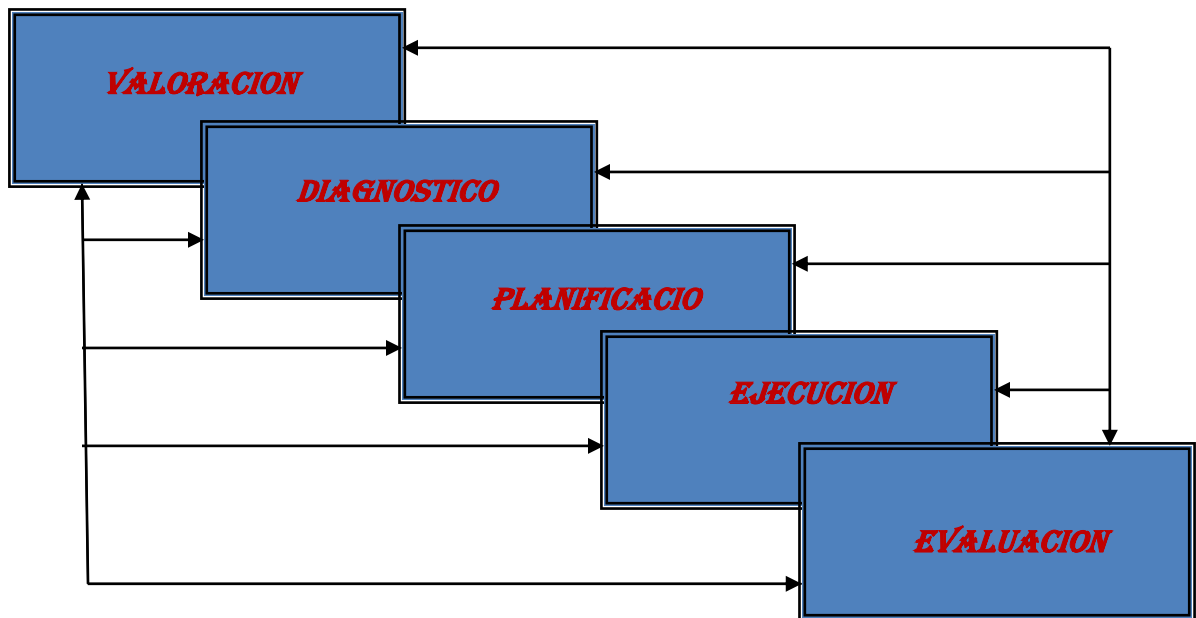 VALORACION
DIAGNOSTICO
PLANIFICACIO
EJECUCION
EVALUACION